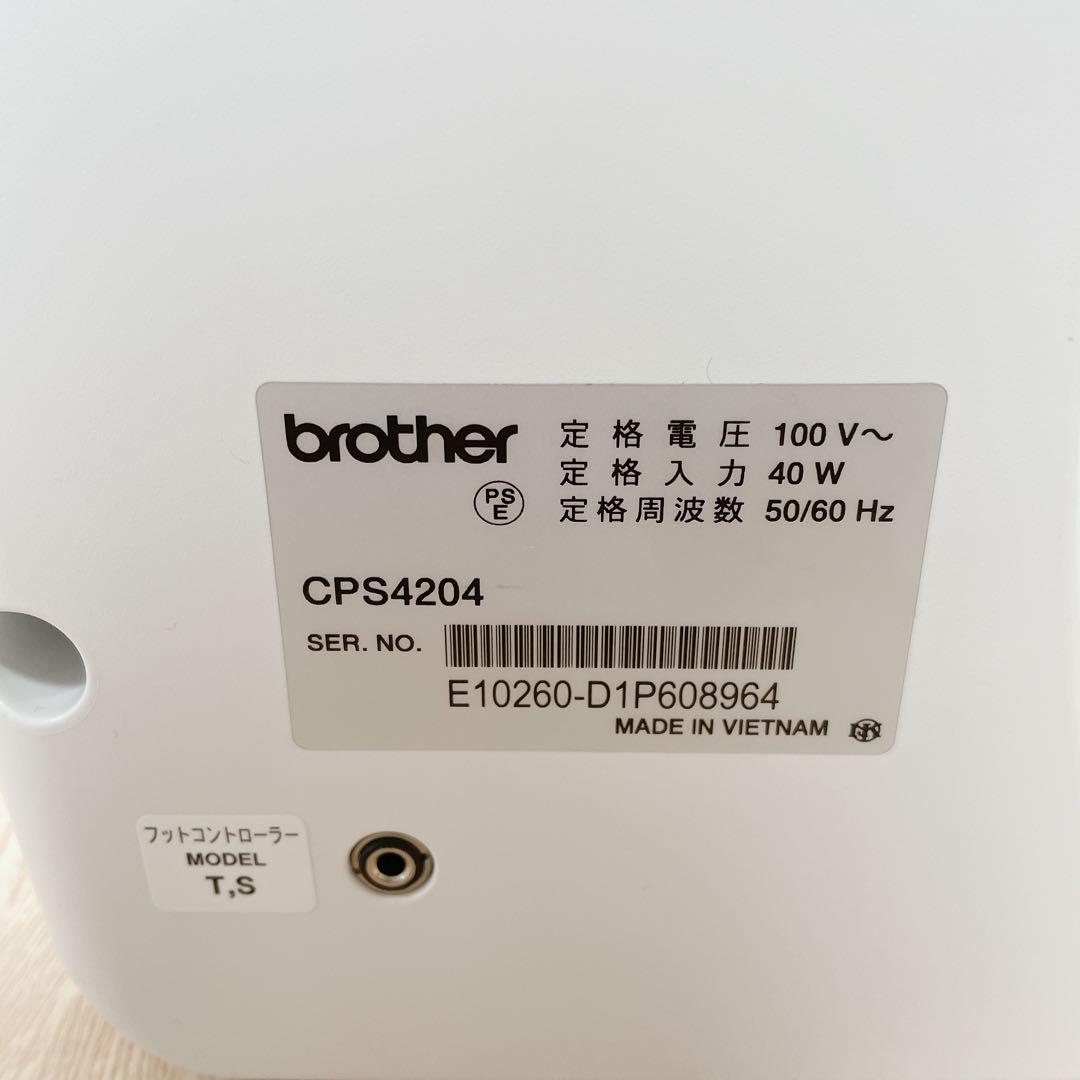 brother
PS
E
定格電圧 100 V～
定格入力 40 W
定格周波数 50/60 Hz
CPS4204
SER. NO.
E10260-D1P608964
MADE IN VIETNAM
フットコントローラー
MODEL
T,S